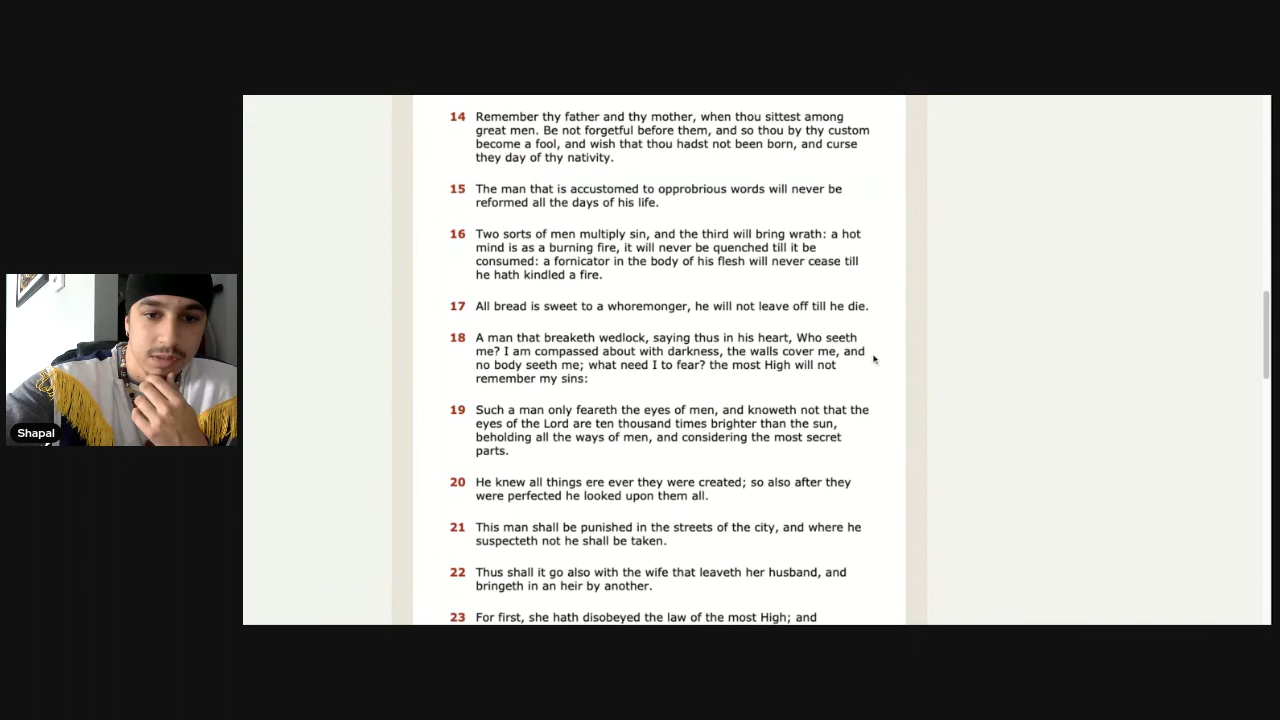 14 Remember thy father and thy mother, when thou sittest among
great men. Be not forgetful before them, and so thou by thy custom
become a fool, and wish that thou hadst not been born, and curse
they day of thy nativity.
15 The man that is accustomed to opprobrious words will never be
reformed all the days of his life.
16 Two sorts of men multiply sin, and the third will bring wrath: a hot
mind is as a burning fire, it will never be quenched till it be
consumed: a fornicator in the body of his flesh will never cease till
he hath kindled a fire.
17 All bread is sweet to a whoremonger, he will not leave off till he die.
18 A man that breaketh wedlock, saying thus in his heart, Who seeth
me? I am compassed about with darkness, the walls cover me, and
no body seeth me; what need I to fear? the most High will not
remember my sins:
19 Such a man only feareth the eyes of men, and knoweth not that the
eyes of the Lord are ten thousand times brighter than the sun,
beholding all the ways of men, and considering the most secret
parts.
20 He knew all things ere ever they were created; so also after they
were perfected he looked upon them all.
21 This man shall be punished in the streets of the city, and where he
suspecteth not he shall be taken.
22 Thus shall it go also with the wife that leaveth her husband, and
bringeth in an heir by another.
23 For first, she hath disobeyed the law of the most High; and
Shapal